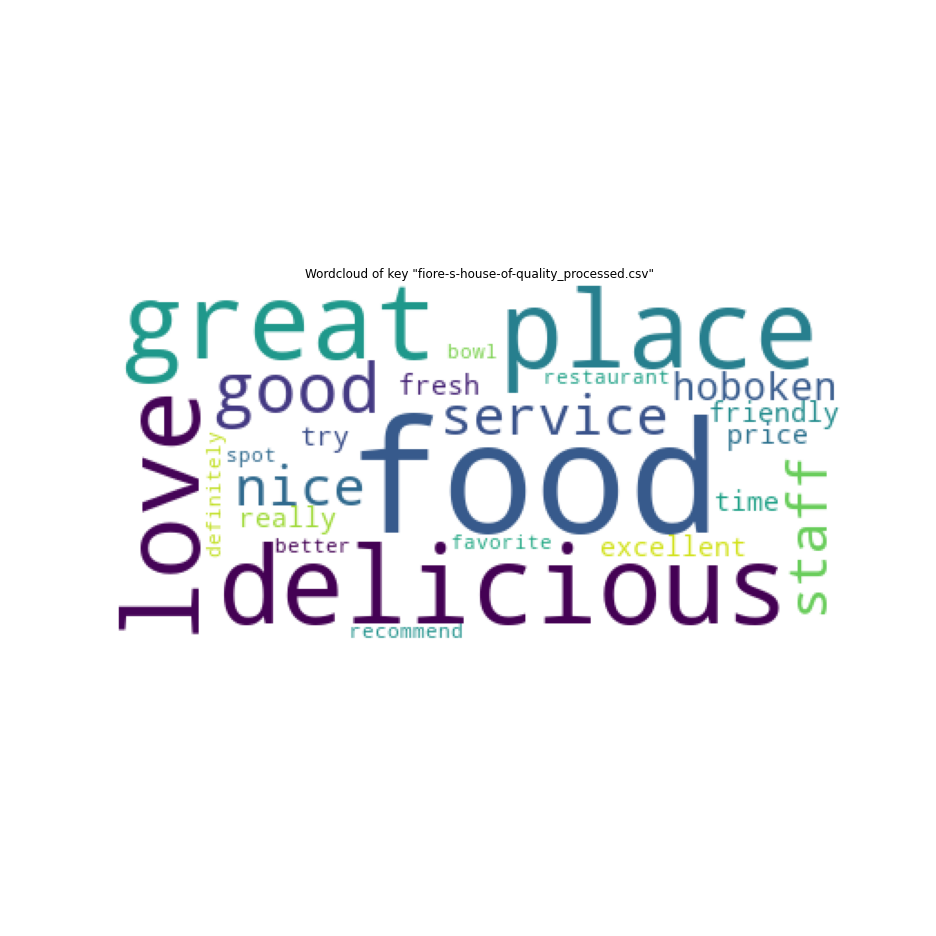 Wordcloud of key "fiore-s-house-of-quality_processed.csv"
great
place
bowl
restaurant
good
fresh
hoboken
love
service
friendly
try
price
food
definitely
spot
nice
staff
time
really
better
favorite
excellent
delicious
recommend